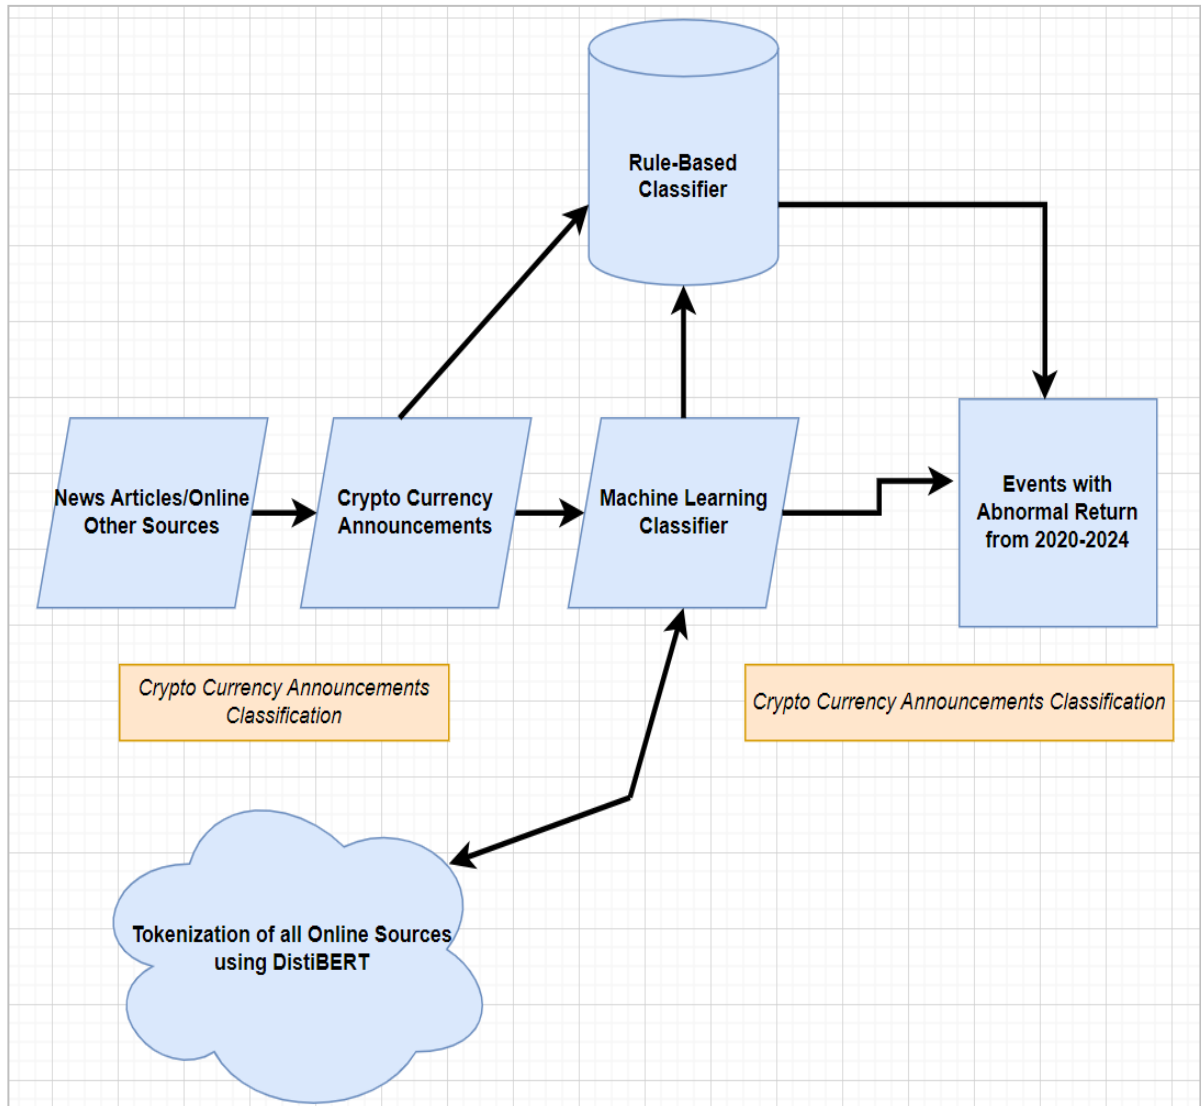 Rule-Based
Classifier
News Articles/Online
Other Sources
Crypto Currency
Announcements
Machine Learning
Classifier
Events with
Abnormal Return
from 2020-2024
Crypto Currency Announcements
Classification
Crypto Currency Announcements Classification
Tokenization of all Online Sources
using DistiBERT